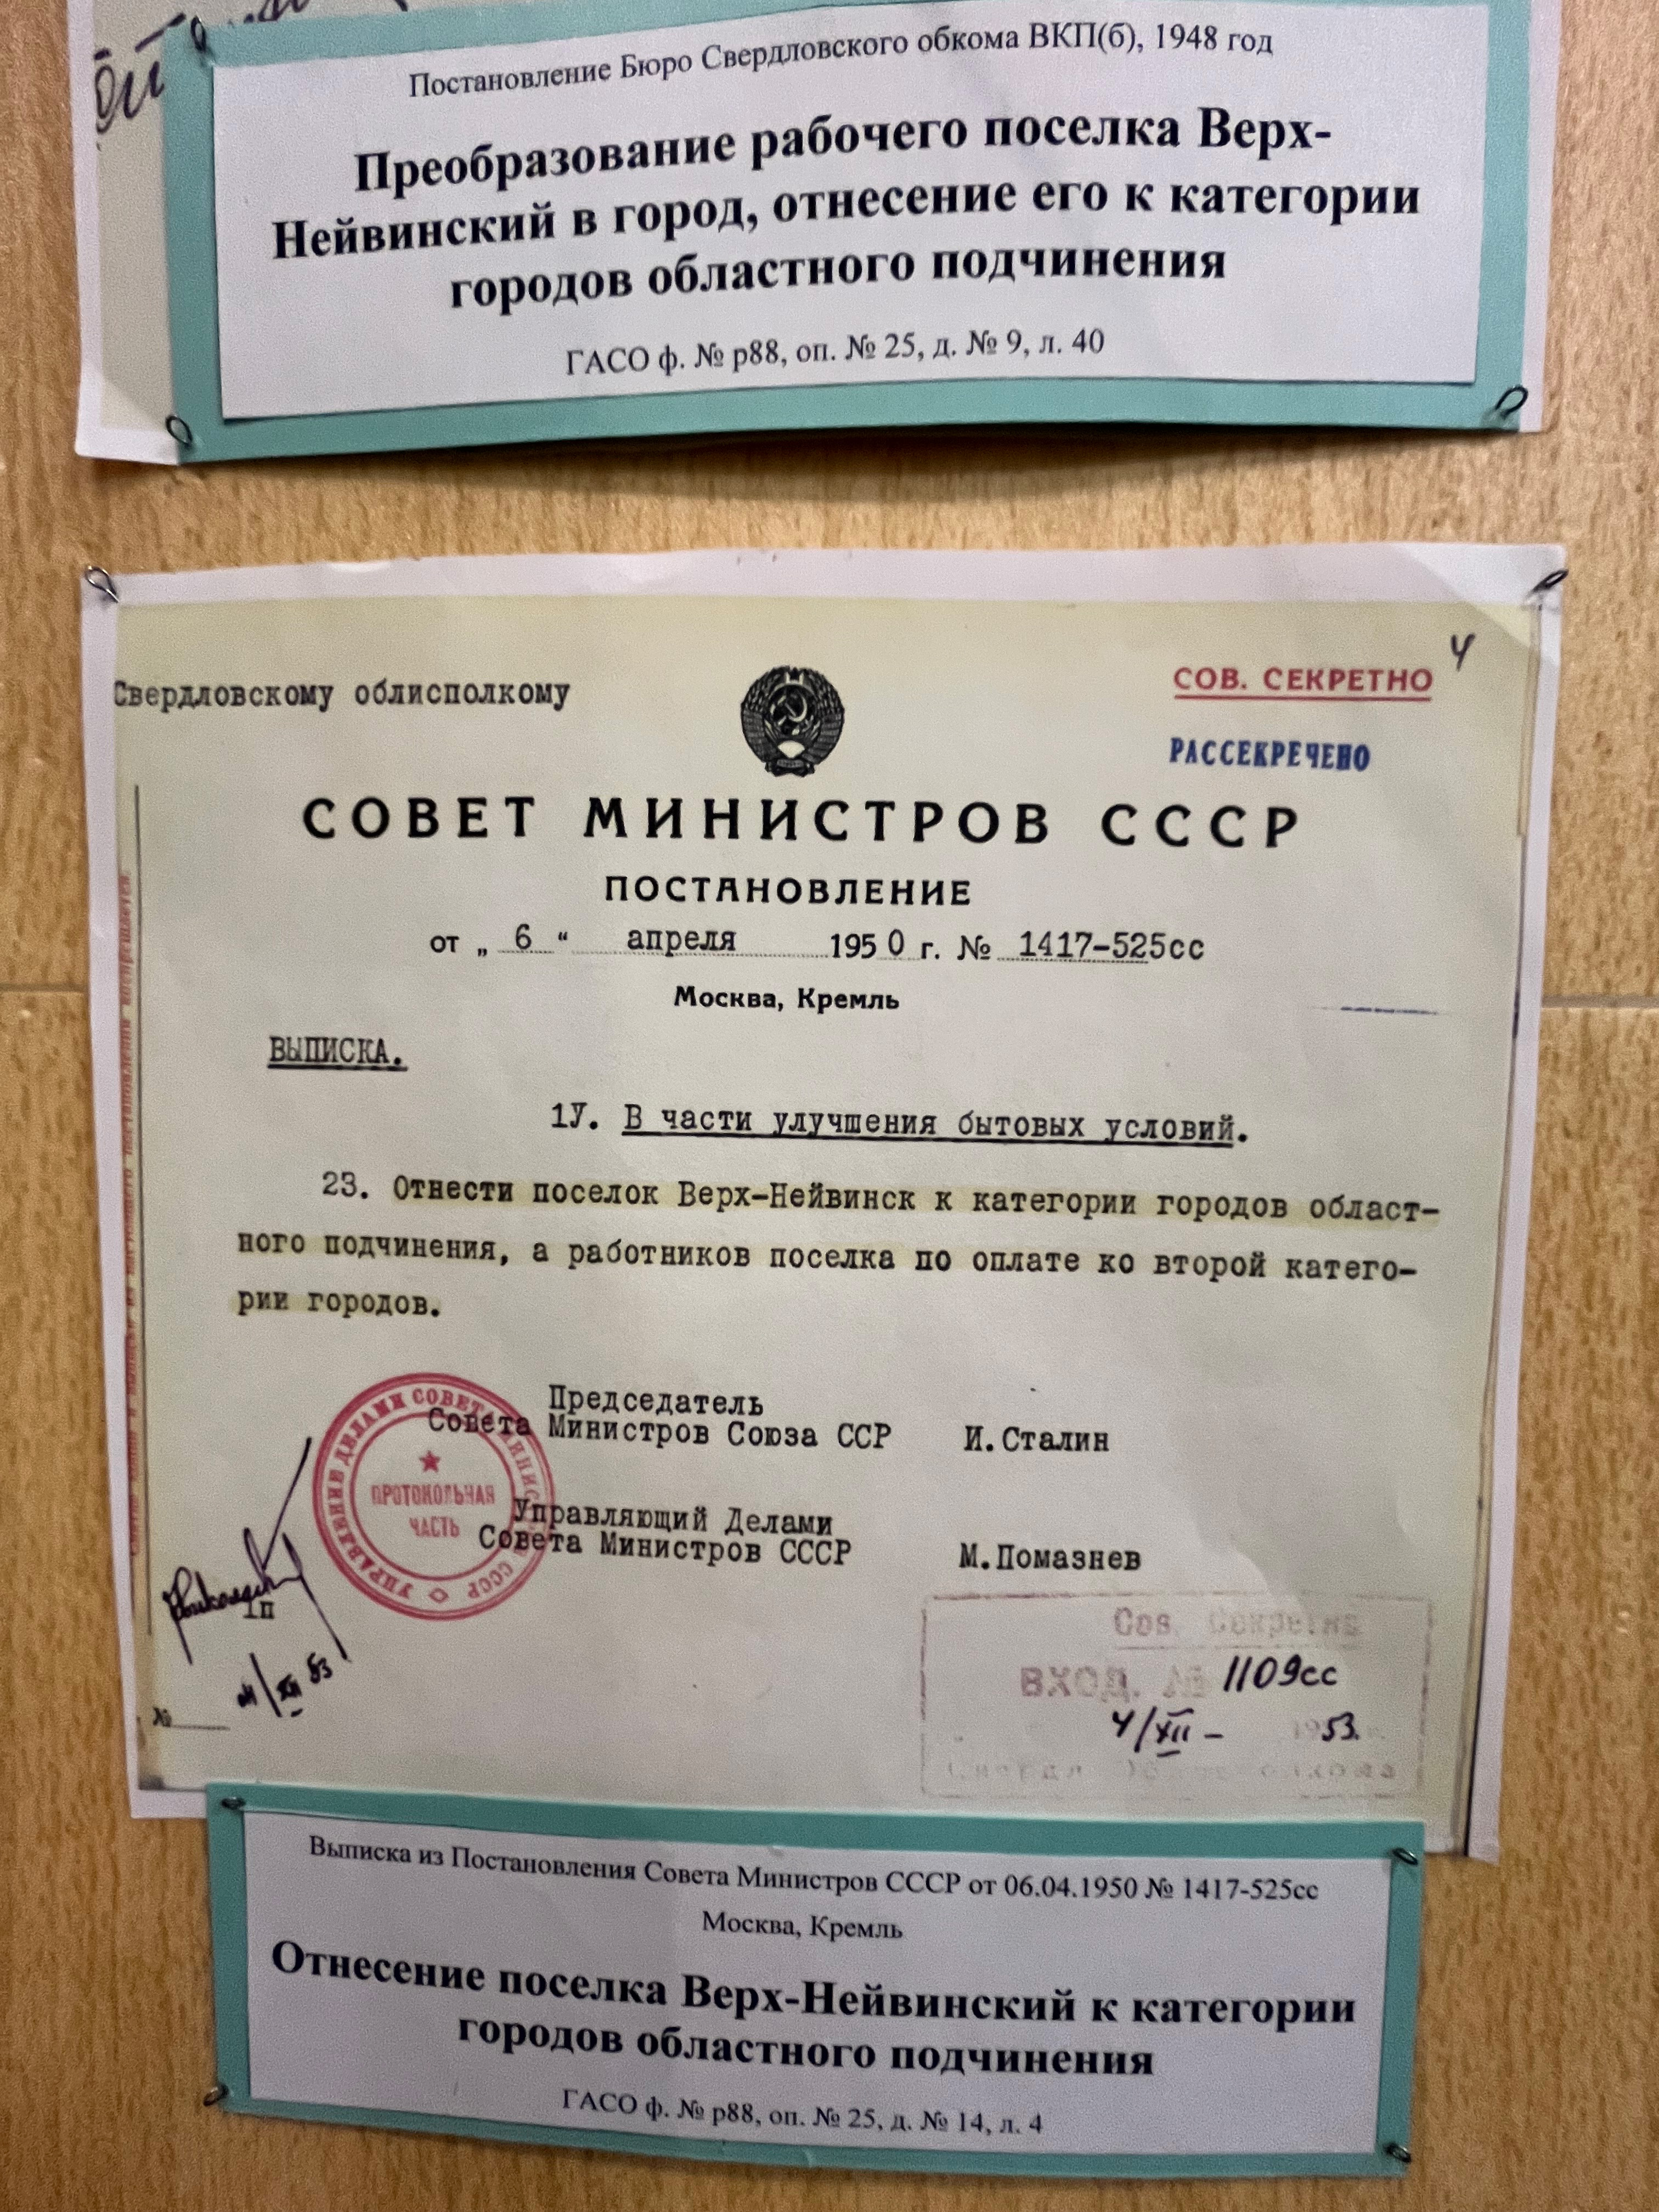 Постановление Бюро Свердловского обкома ВКП(б), 1948 год
Преобразование рабочего поселка Верх-
Нейвинский в город, отнесение его к категории
городов областного подчинения
ГАСО ф. № р88, оп. № 25, д. № 9, л. 40
4
Свердловскому облисполкому
СОВ. СЕКРЕТНО
РАССЕКРЕЧЕНО
СОВЕТ МИНИСТРОВ СССР
ПОСТАНОВЛЕНИЕ
от „ 6 “ апреля 1950 г. № 1417-525сс
Москва, Кремль
ВЫПИСКА.
1У. В части улучшения бытовых условий.
23. Отнести поселок Верх-Нейвинск к категории городов област-
ного подчинения, а работников поселка по оплате ко второй катего-
рии городов.
Председатель
Совета Министров Союза ССР И.Сталин
УПРАВЛЕНИЕ ДЕЛАМИ СОВЕТА МИНИСТРОВ СССР
ПРОТОКОЛЬНАЯ
ЧАСТЬ
Управляющий Делами
Совета Министров СССР М.Помазнев
1п
Сов. Секретно
ВХОД. № 1109сс
4/XII - 1953.
№
Выписка из Постановления Совета Министров СССР от 06.04.1950 № 1417-525сс
Москва, Кремль
Отнесение поселка Верх-Нейвинский к категории
городов областного подчинения
ГАСО ф. № р88, оп. № 25, д. № 14, л. 4